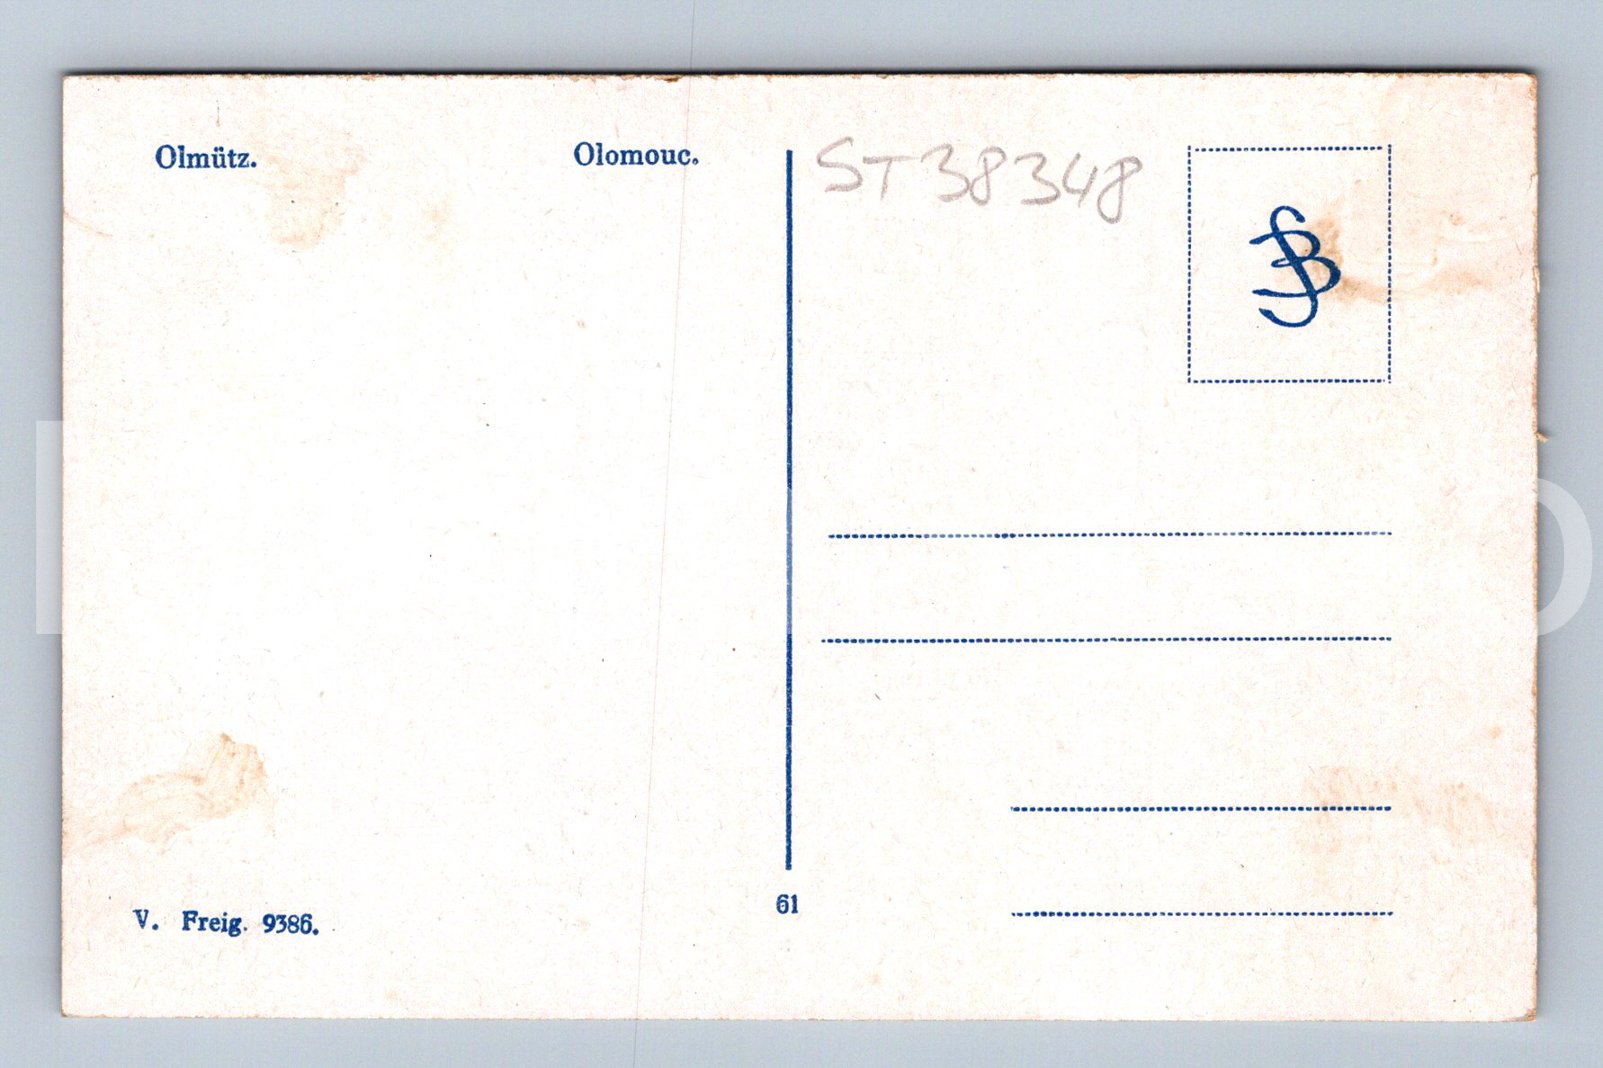 Olmütz. Olomouc.
ST38348
61
V. Freig. 9386.